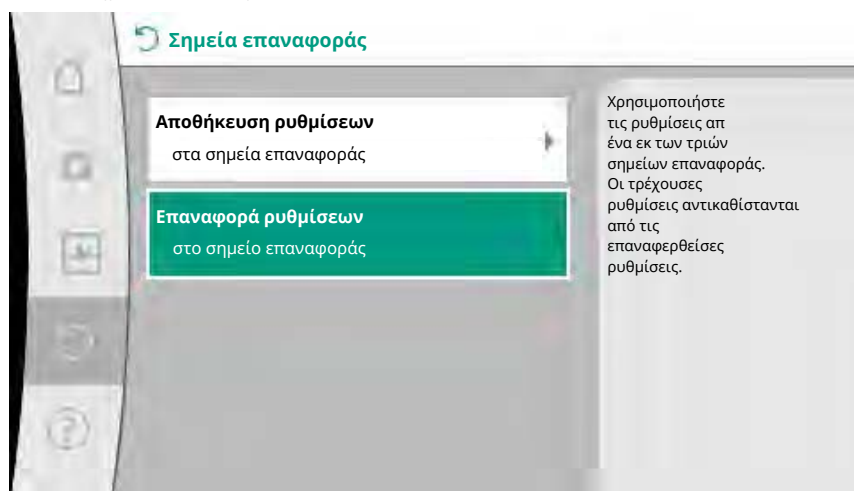 Σημεία επαναφοράς
Αποθήκευση ρυθμίσεων
στα σημεία επαναφοράς
Επαναφορά ρυθμίσεων
στο σημείο επαναφοράς
Χρησιμοποιήστε
τις ρυθμίσεις απ
ένα εκ των τριών
σημείων επαναφοράς.
Οι τρέχουσες
ρυθμίσεις αντικαθίστανται
από τις
επαναφερθείσες
ρυθμίσεις.